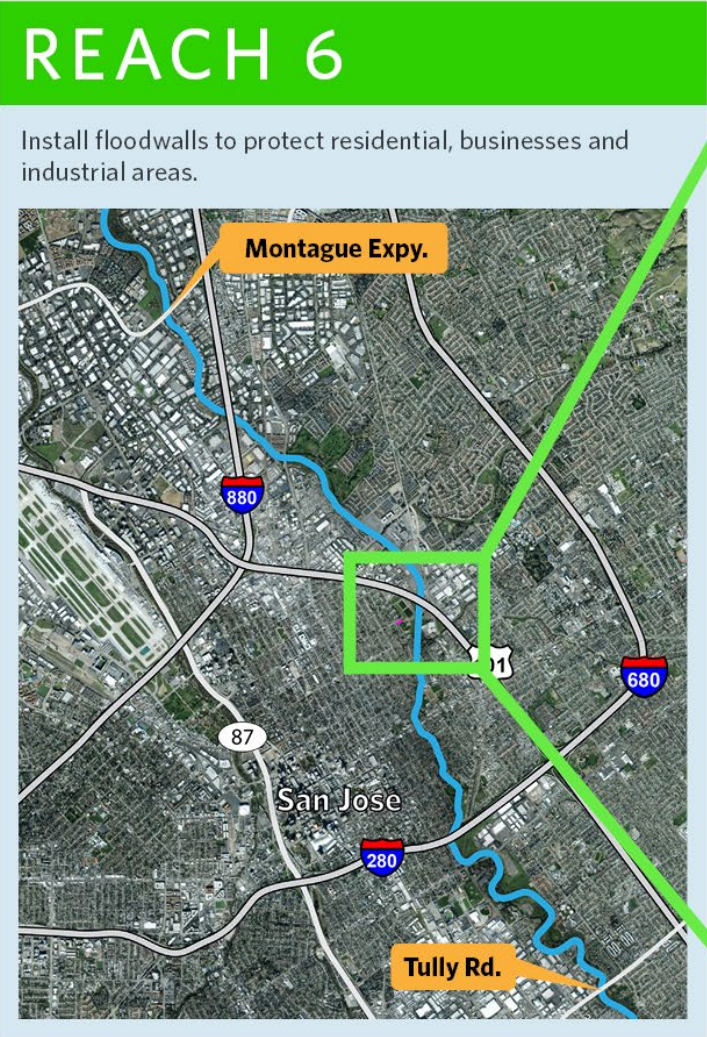 REACH 6
Install floodwalls to protect residential, businesses and
industrial areas.
Montague Expy.
880
680
87
San Jose
280
Tully Rd.